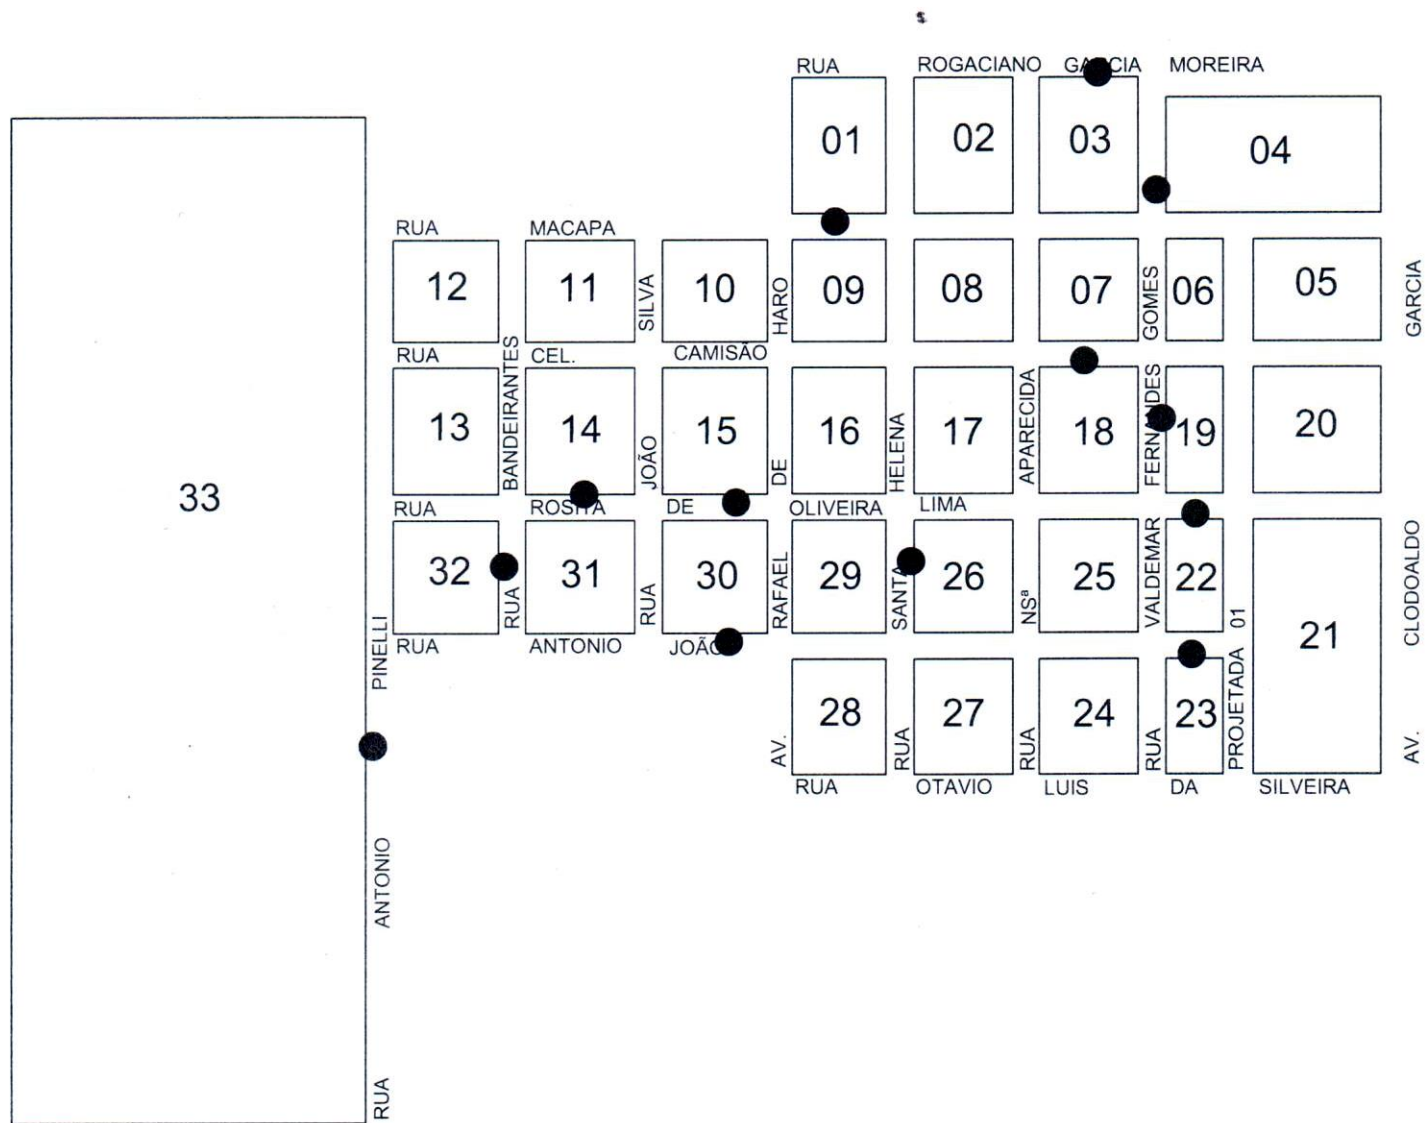 RUA ROGACIANO GARCIA MOREIRA
01 02 03 04
RUA MACAPA
12 11 10 09 08 07 06 05
RUA CEL. CAMISÃO
13 14 15 16 17 18 19 20
33
RUA ROSITA DE OLIVEIRA LIMA
32 31 30 29 26 25 22 21
RUA ANTONIO JOÃO
28 27 24 23
RUA OTAVIO LUIS DA SILVEIRA
RUA ANTONIO PINELLI
RUA BANDEIRANTES
RUA JOÃO SILVA
AV. RAFAEL DE HARO
RUA SANTA HELENA
RUA NSª APARECIDA
RUA VALDEMAR FERNANDES GOMES
PROJETADA 01
AV. CLODOALDO GARCIA